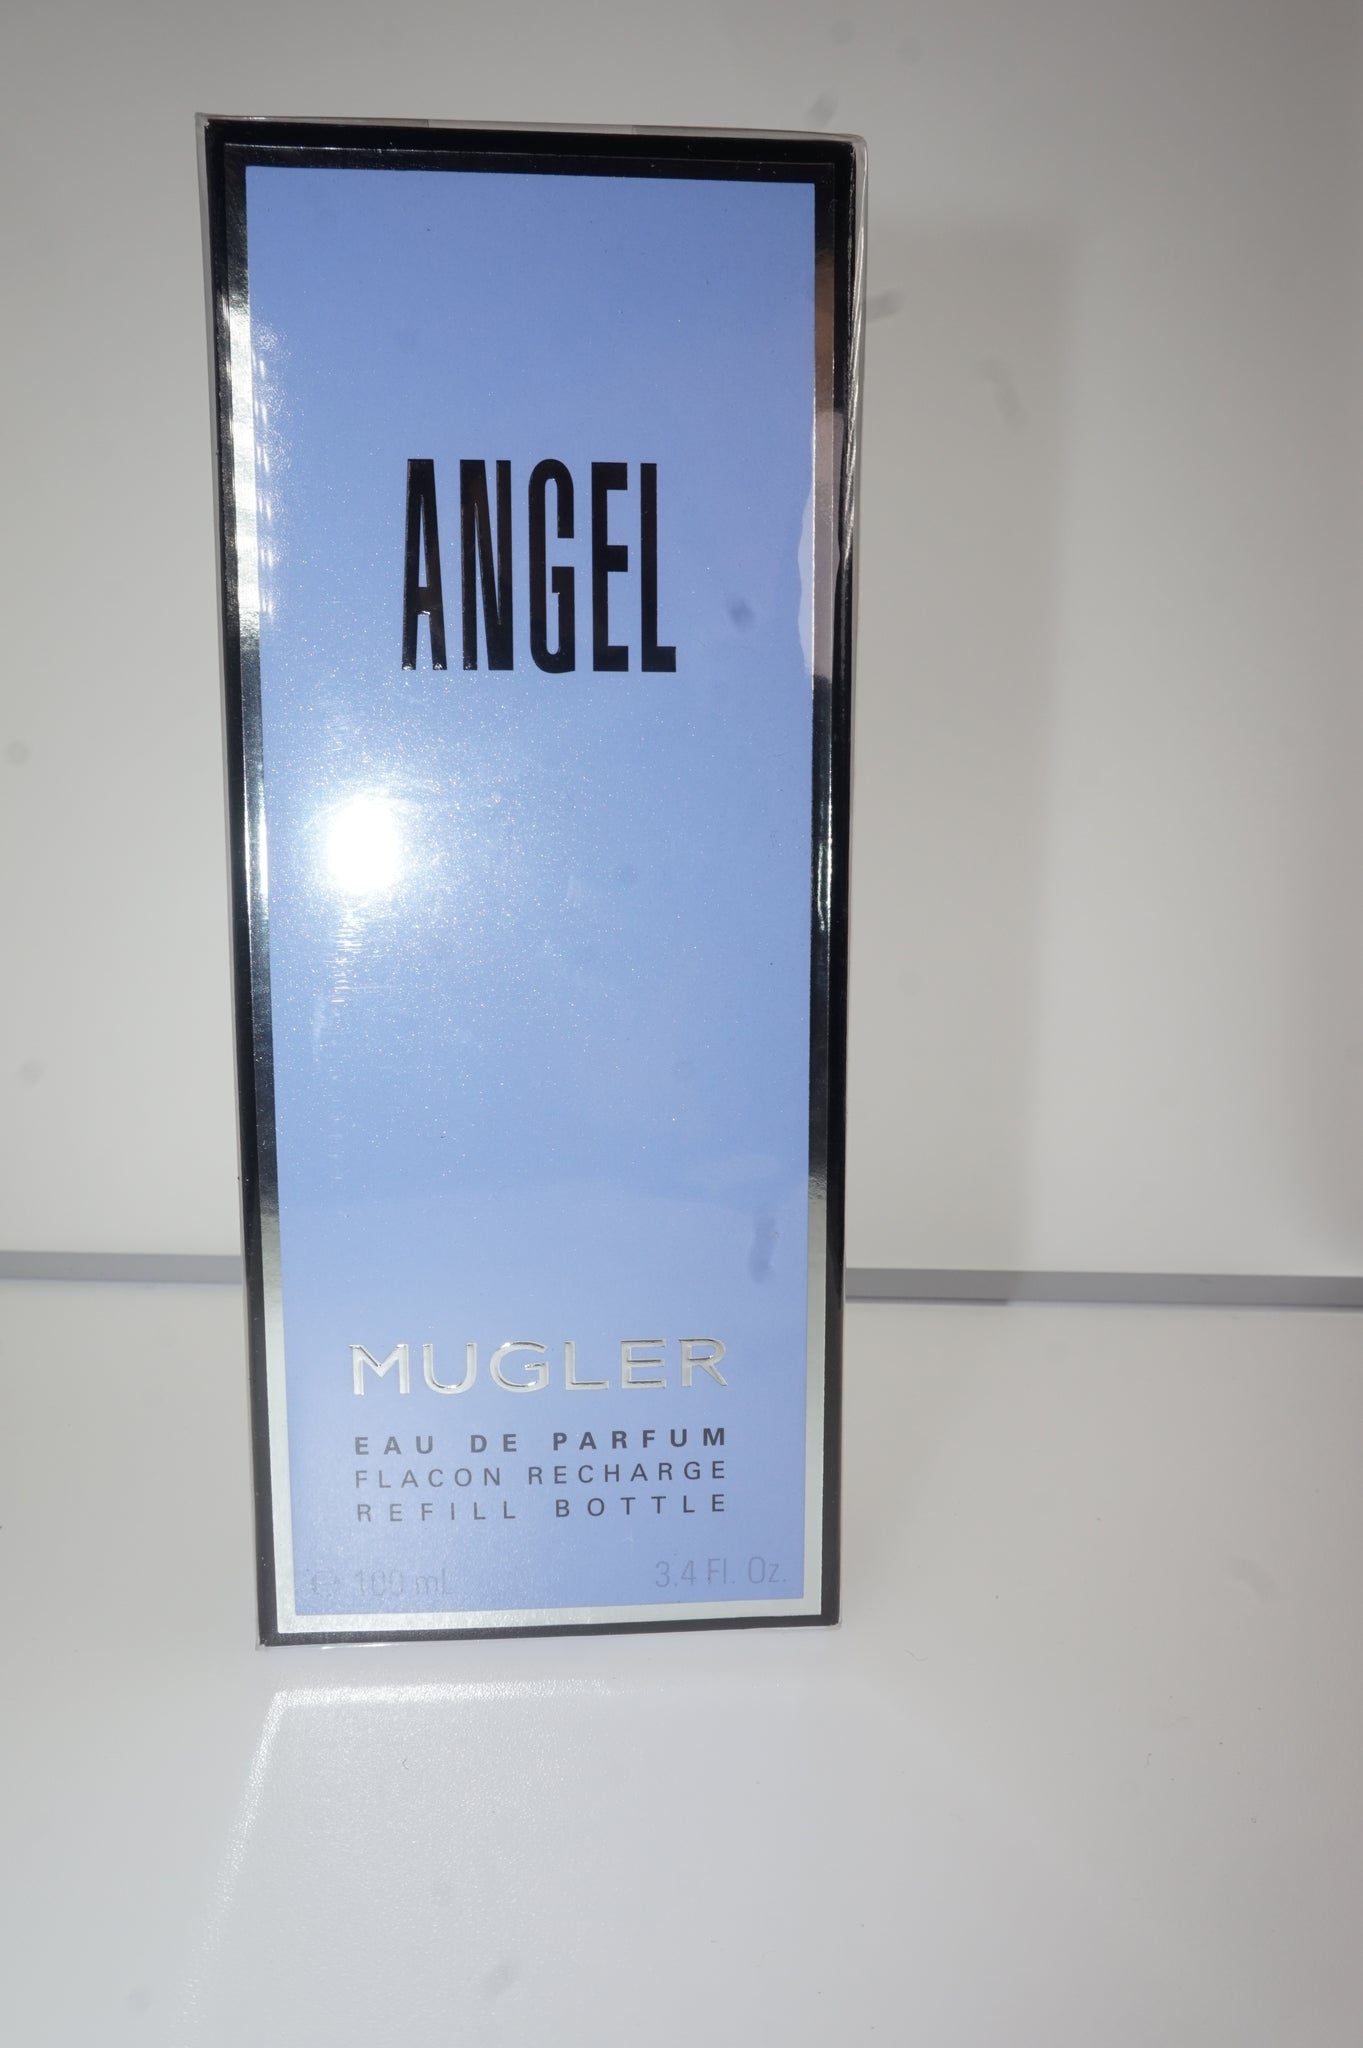 ANGEL
MUGLER
EAU DE PARFUM
FLACON RECHARGE
REFILL BOTTLE
℮ 100 mL 3.4 Fl. Oz.